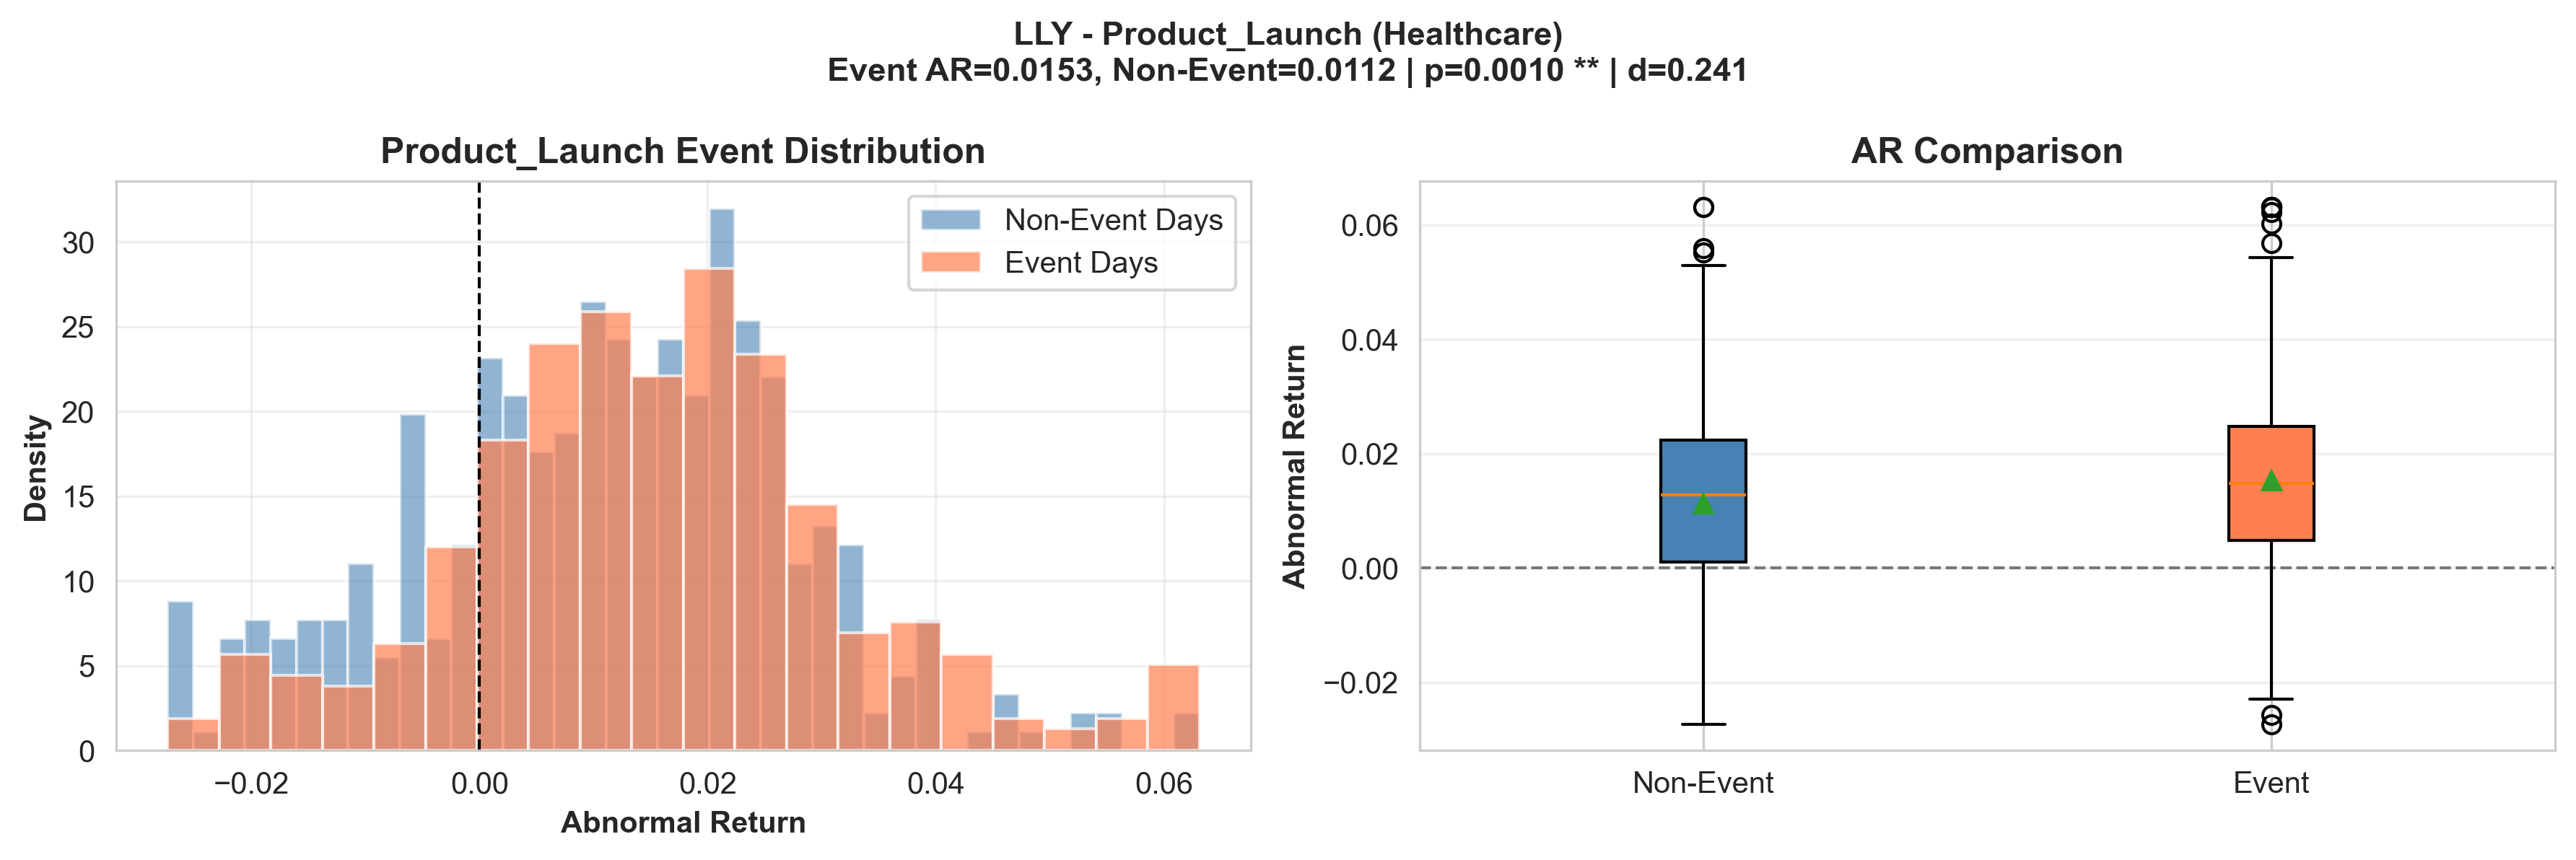 LLY - Product_Launch (Healthcare)
Event AR=0.0153, Non-Event=0.0112 | p=0.0010 ** | d=0.241
Product_Launch Event Distribution
Non-Event Days
Event Days
Density
30
25
20
15
10
5
0
−0.02
0.00
0.02
0.04
0.06
Abnormal Return
AR Comparison
Abnormal Return
0.06
0.04
0.02
0.00
−0.02
Non-Event
Event